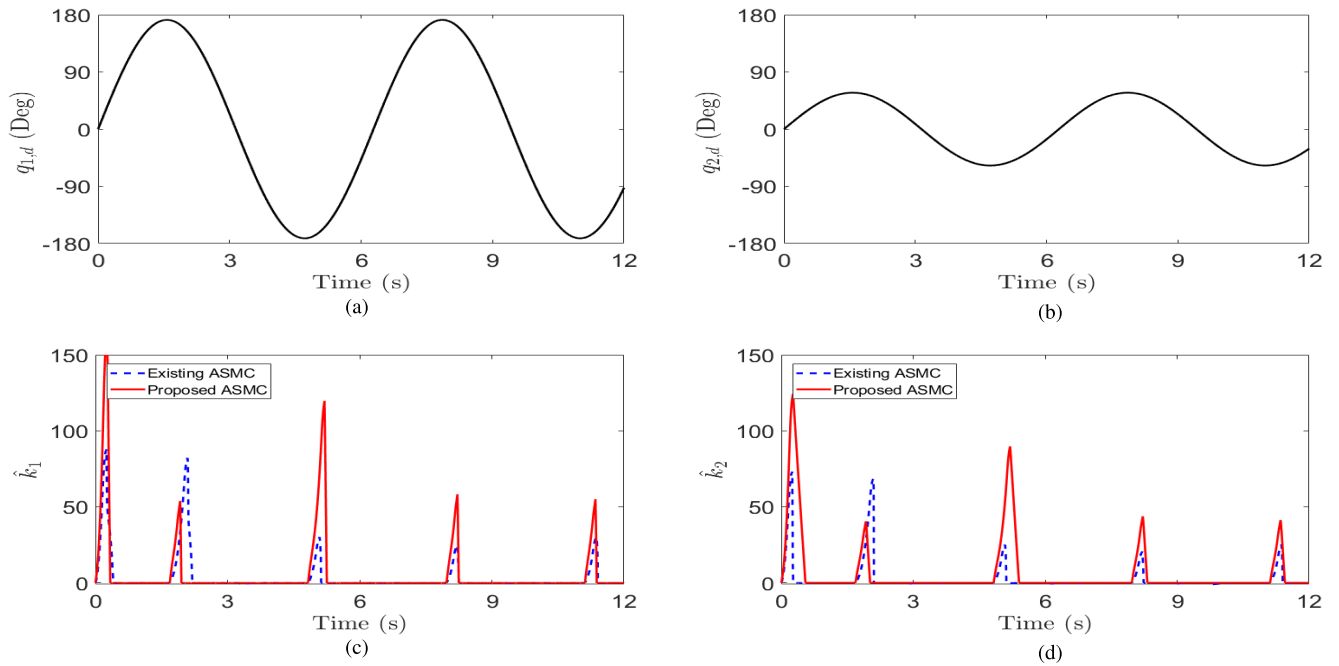 180
90
0
-90
-180
q1,d (Deg)
0 3 6 9 12
Time (s)
(a)
180
90
0
-90
-180
q2,d (Deg)
0 3 6 9 12
Time (s)
(b)
150
100
50
0
k̂1
Existing ASMC
Proposed ASMC
0 3 6 9 12
Time (s)
(c)
150
100
50
0
k̂2
Existing ASMC
Proposed ASMC
0 3 6 9 12
Time (s)
(d)